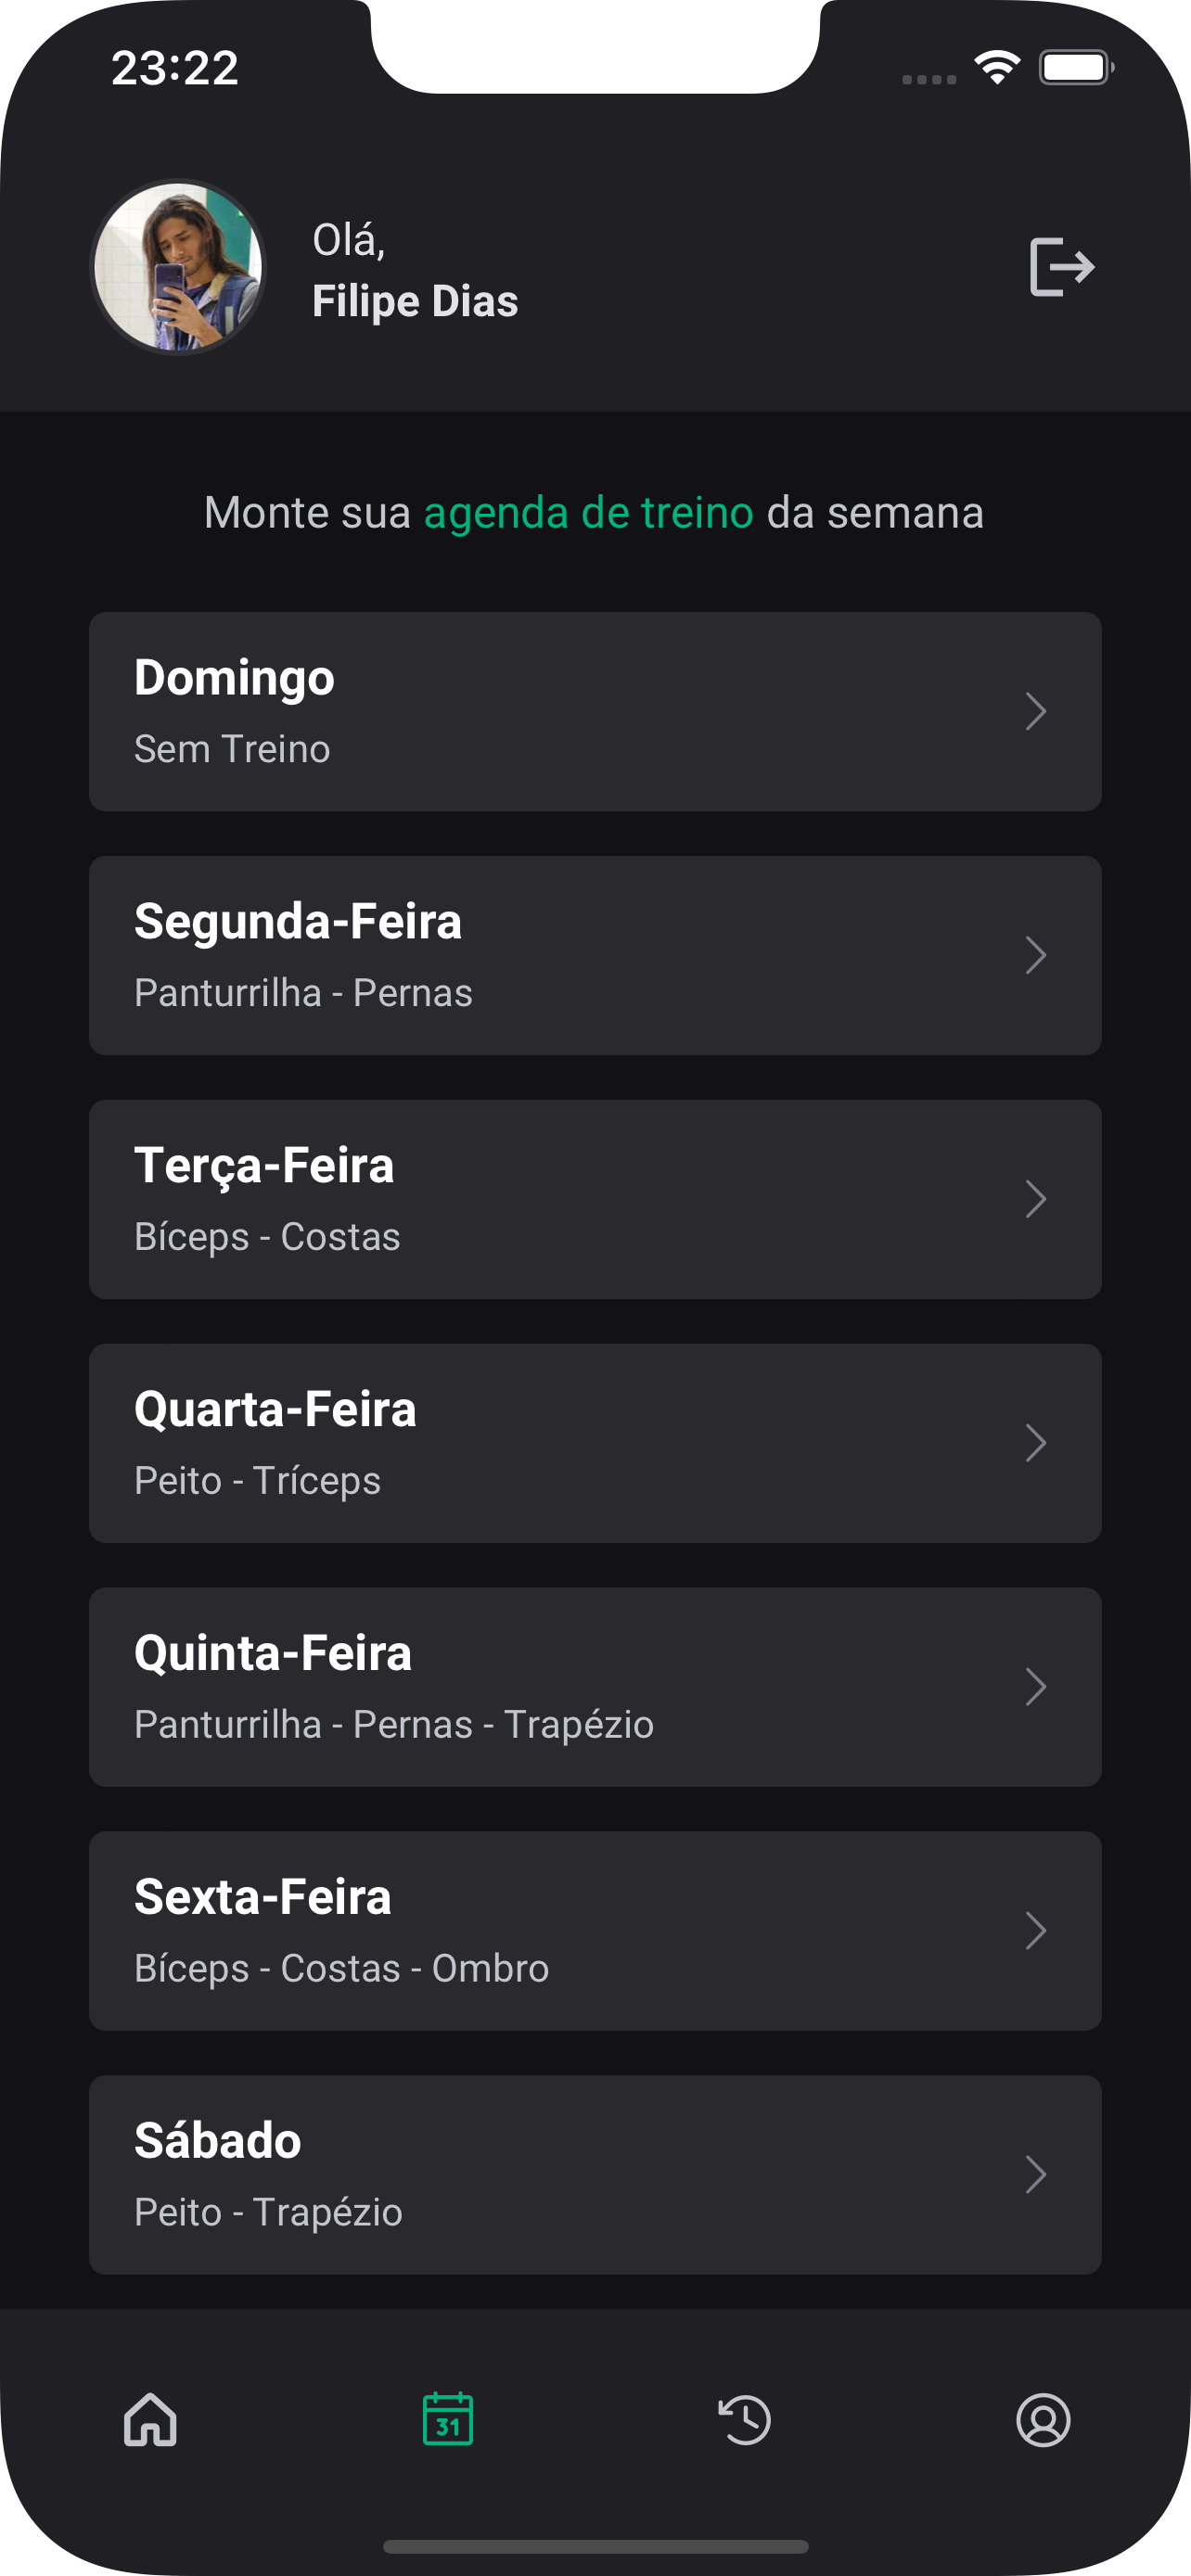 23:22
Olá,
Filipe Dias
Monte sua agenda de treino da semana
Domingo
Sem Treino
Segunda-Feira
Panturrilha - Pernas
Terça-Feira
Bíceps - Costas
Quarta-Feira
Peito - Tríceps
Quinta-Feira
Panturrilha - Pernas - Trapézio
Sexta-Feira
Bíceps - Costas - Ombro
Sábado
Peito - Trapézio
31